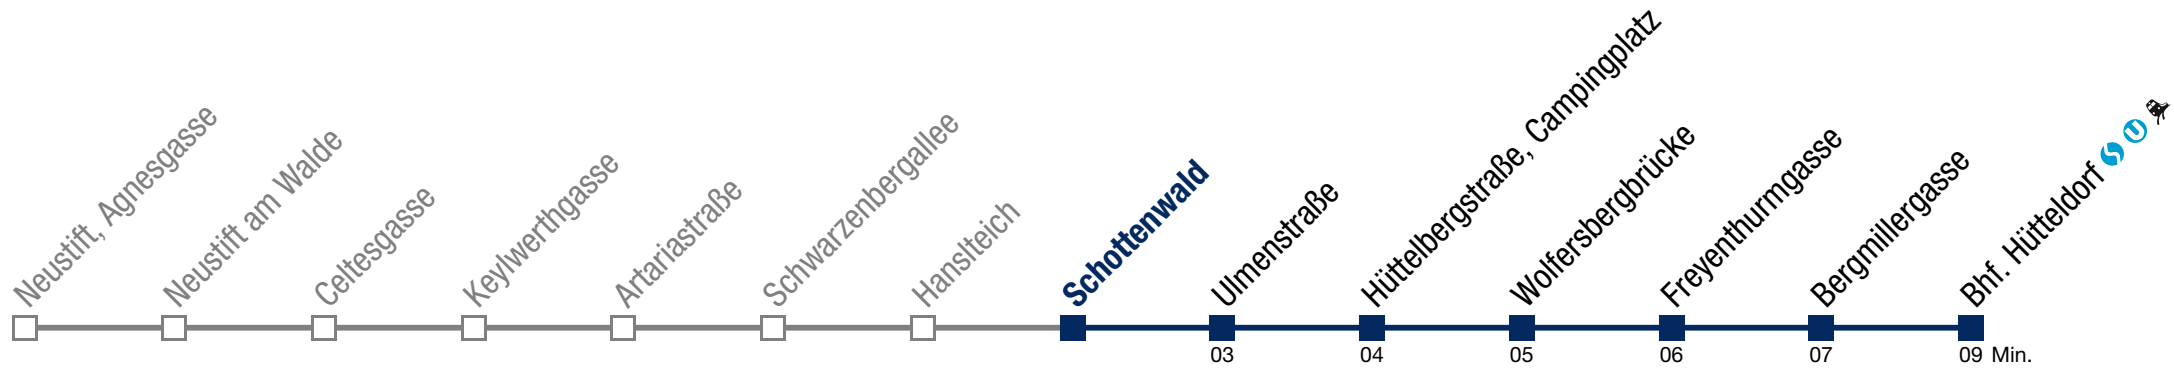 Neustift, Agnesgasse
Neustift am Walde
Celtesgasse
Keylwerthgasse
Artariastraße
Schwarzenbergallee
Hanslteich
Schottenwald
Ulmenstraße
Hüttelbergstraße, Campingplatz
Wolfersbergbrücke
Freyenthurmgasse
Bergmillergasse
Bhf. Hütteldorf S U
03 04 05 06 07 09 Min.